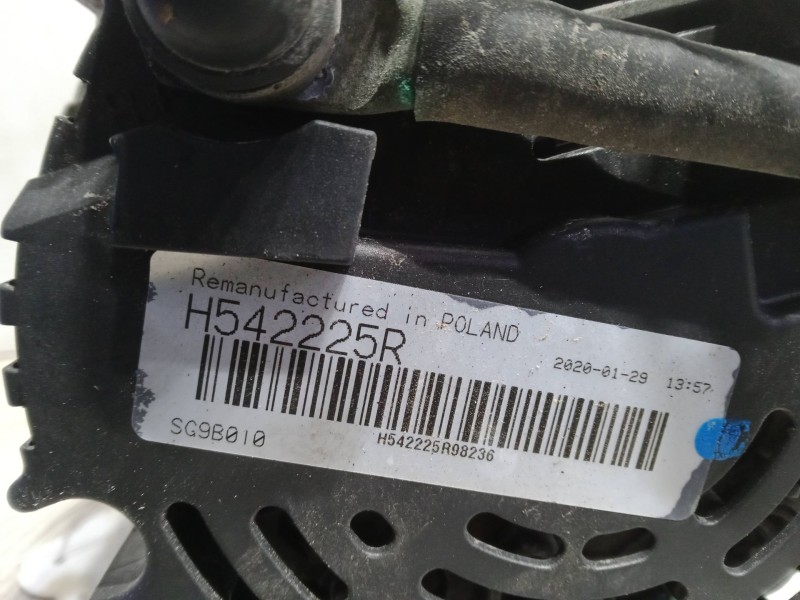 Remanufactured in POLAND
H542225R
2020-01-29 13:57
SG9B010
H542225R98236